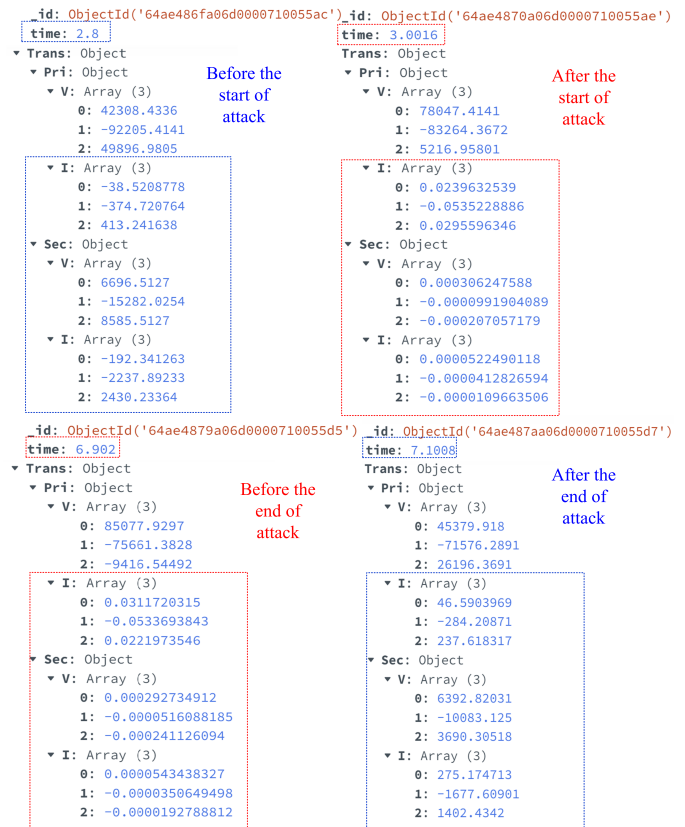 _id: ObjectId('64ae486fa06d0000710055ac')
time: 2.8
Trans: Object
Pri: Object
V: Array (3)
0: 42308.4336
1: -92205.4141
2: 49896.9805
I: Array (3)
0: -38.5208778
1: -374.720764
2: 413.241638
Sec: Object
V: Array (3)
0: 6696.5127
1: -15282.0254
2: 8585.5127
I: Array (3)
0: -192.341263
1: -2237.89233
2: 2430.23364
Before the
start of
attack
_id: ObjectId('64ae4870a06d0000710055ae')
time: 3.0016
Trans: Object
Pri: Object
V: Array (3)
0: 78047.4141
1: -83264.3672
2: 5216.95801
I: Array (3)
0: 0.0239632539
1: -0.0535228886
2: 0.0295596346
Sec: Object
V: Array (3)
0: 0.000306247588
1: -0.0000991904089
2: -0.000207057179
I: Array (3)
0: 0.0000522490118
1: -0.0000412826594
2: -0.0000109663506
After the
start of
attack
_id: ObjectId('64ae4879a06d0000710055d5')
time: 6.902
Trans: Object
Pri: Object
V: Array (3)
0: 85077.9297
1: -75661.3828
2: -9416.54492
I: Array (3)
0: 0.0311720315
1: -0.0533693843
2: 0.0221973546
Sec: Object
V: Array (3)
0: 0.000292734912
1: -0.0000516088185
2: -0.000241126094
I: Array (3)
0: 0.0000543438327
1: -0.0000350649498
2: -0.0000192788812
Before the
end of
attack
_id: ObjectId('64ae487aa06d0000710055d7')
time: 7.1008
Trans: Object
Pri: Object
V: Array (3)
0: 45379.918
1: -71576.2891
2: 26196.3691
I: Array (3)
0: 46.5903969
1: -284.20871
2: 237.618317
Sec: Object
V: Array (3)
0: 6392.82031
1: -10083.125
2: 3690.30518
I: Array (3)
0: 275.174713
1: -1677.60901
2: 1402.4342
After the
end of
attack